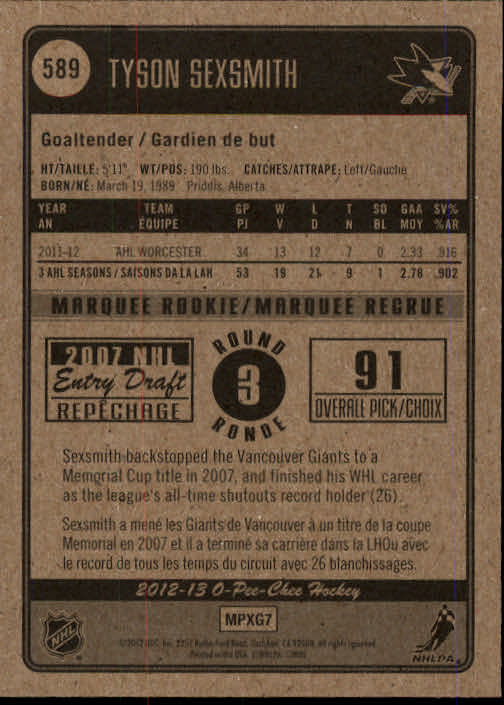 589 TYSON SEXSMITH
Goaltender / Gardien de but
HT/TAILLE: 5'11" WT/PDS: 190 lbs. CATCHES/ATTRAPE: Left/Gauche
BORN/NÉ: March 19, 1989 Priddis, Alberta
YEAR TEAM GP W L T SO GAA SV%
AN ÉQUIPE PJ V D N BL MOY %AR
2011-12 AHL WORCESTER 34 13 12 7 0 2.33 .916
3 AHL SEASONS / SAISONS DA LA LAH 53 19 21 9 1 2.78 .902
MARQUEE ROOKIE/MARQUEE RECRUE
2007 NHL
Entry Draft
REPÊCHAGE
ROUND
3
RONDE
91
OVERALL PICK/CHOIX
Sexsmith backstopped the Vancouver Giants to a
Memorial Cup title in 2007, and finished his WHL career
as the league's all-time shutouts record holder (26).
Sexsmith a mené les Giants de Vancouver à un titre de la coupe
Memorial en 2007 et il a terminé sa carrière dans la LHOu avec
le record de tous les temps du circuit avec 26 blanchissages.
2012-13 O-Pee-Chee Hockey
MPXG7
NHL
NHLPA